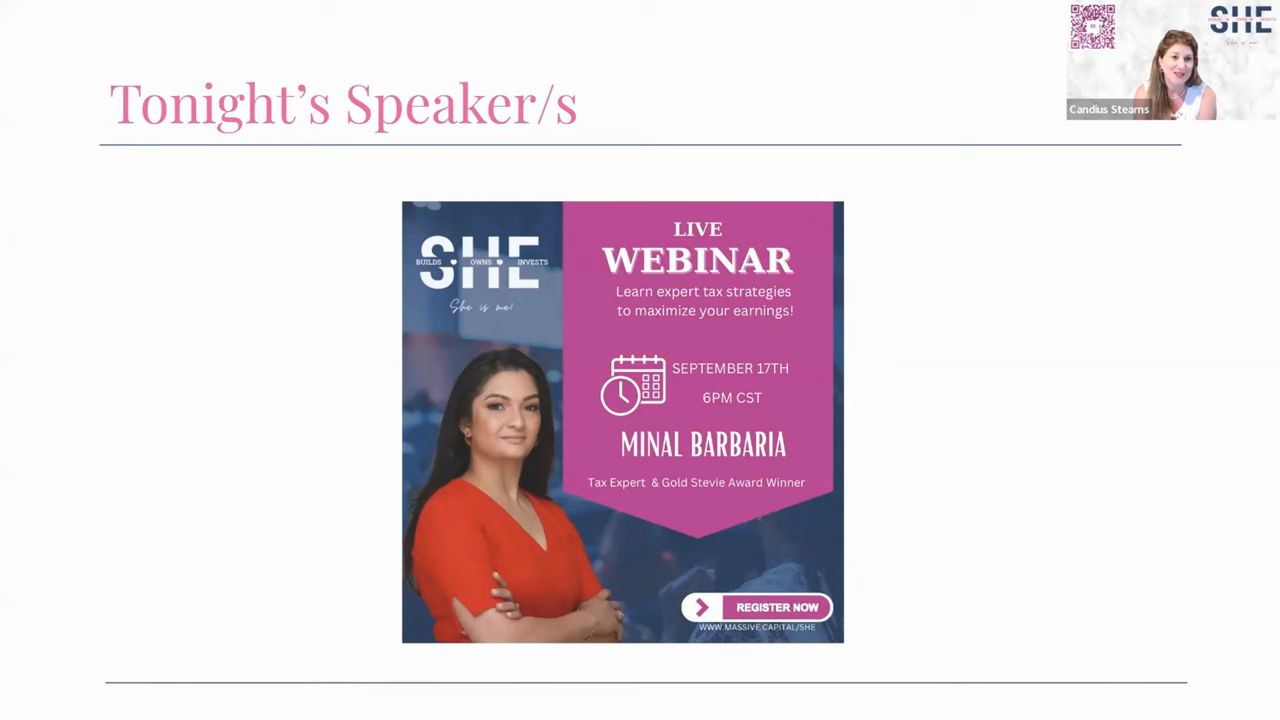 Tonight's Speaker/s
SHE
Candius Stearns
SHE
BUILDS OWNS INVESTS
She is me!
LIVE
WEBINAR
Learn expert tax strategies
to maximize your earnings!
SEPTEMBER 17TH
6PM CST
MINAL BARBARIA
Tax Expert & Gold Stevie Award Winner
REGISTER NOW
WWW.MASSIVE.CAPITAL/SHE